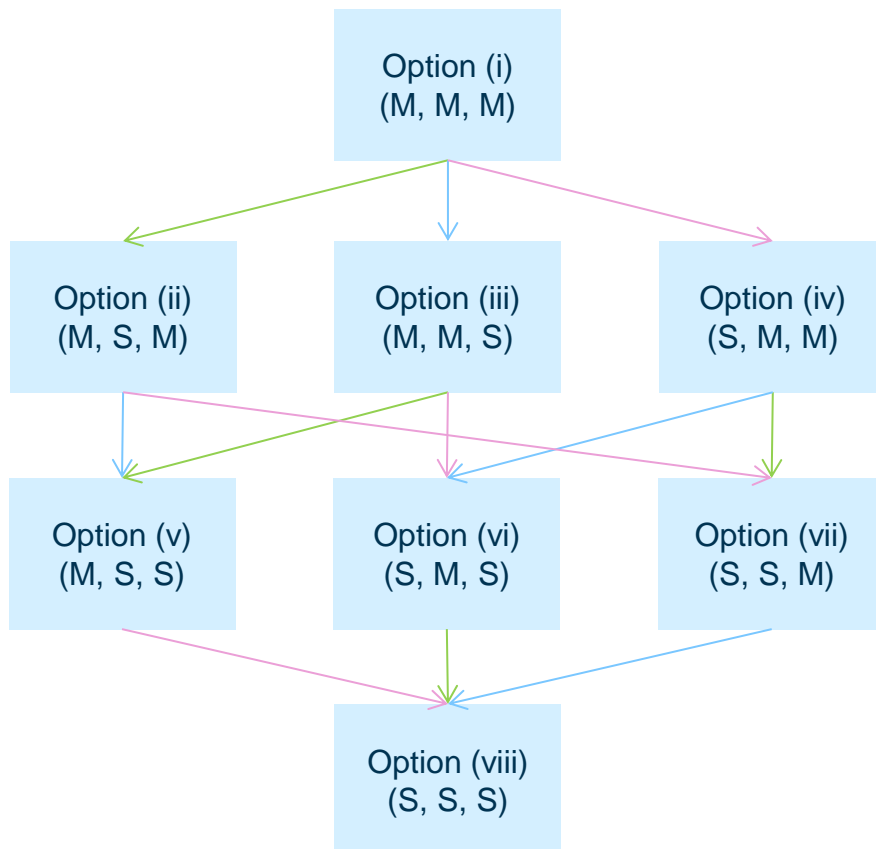 Option (i)
(M, M, M)
Option (ii)
(M, S, M)
Option (iii)
(M, M, S)
Option (iv)
(S, M, M)
Option (v)
(M, S, S)
Option (vi)
(S, M, S)
Option (vii)
(S, S, M)
Option (viii)
(S, S, S)